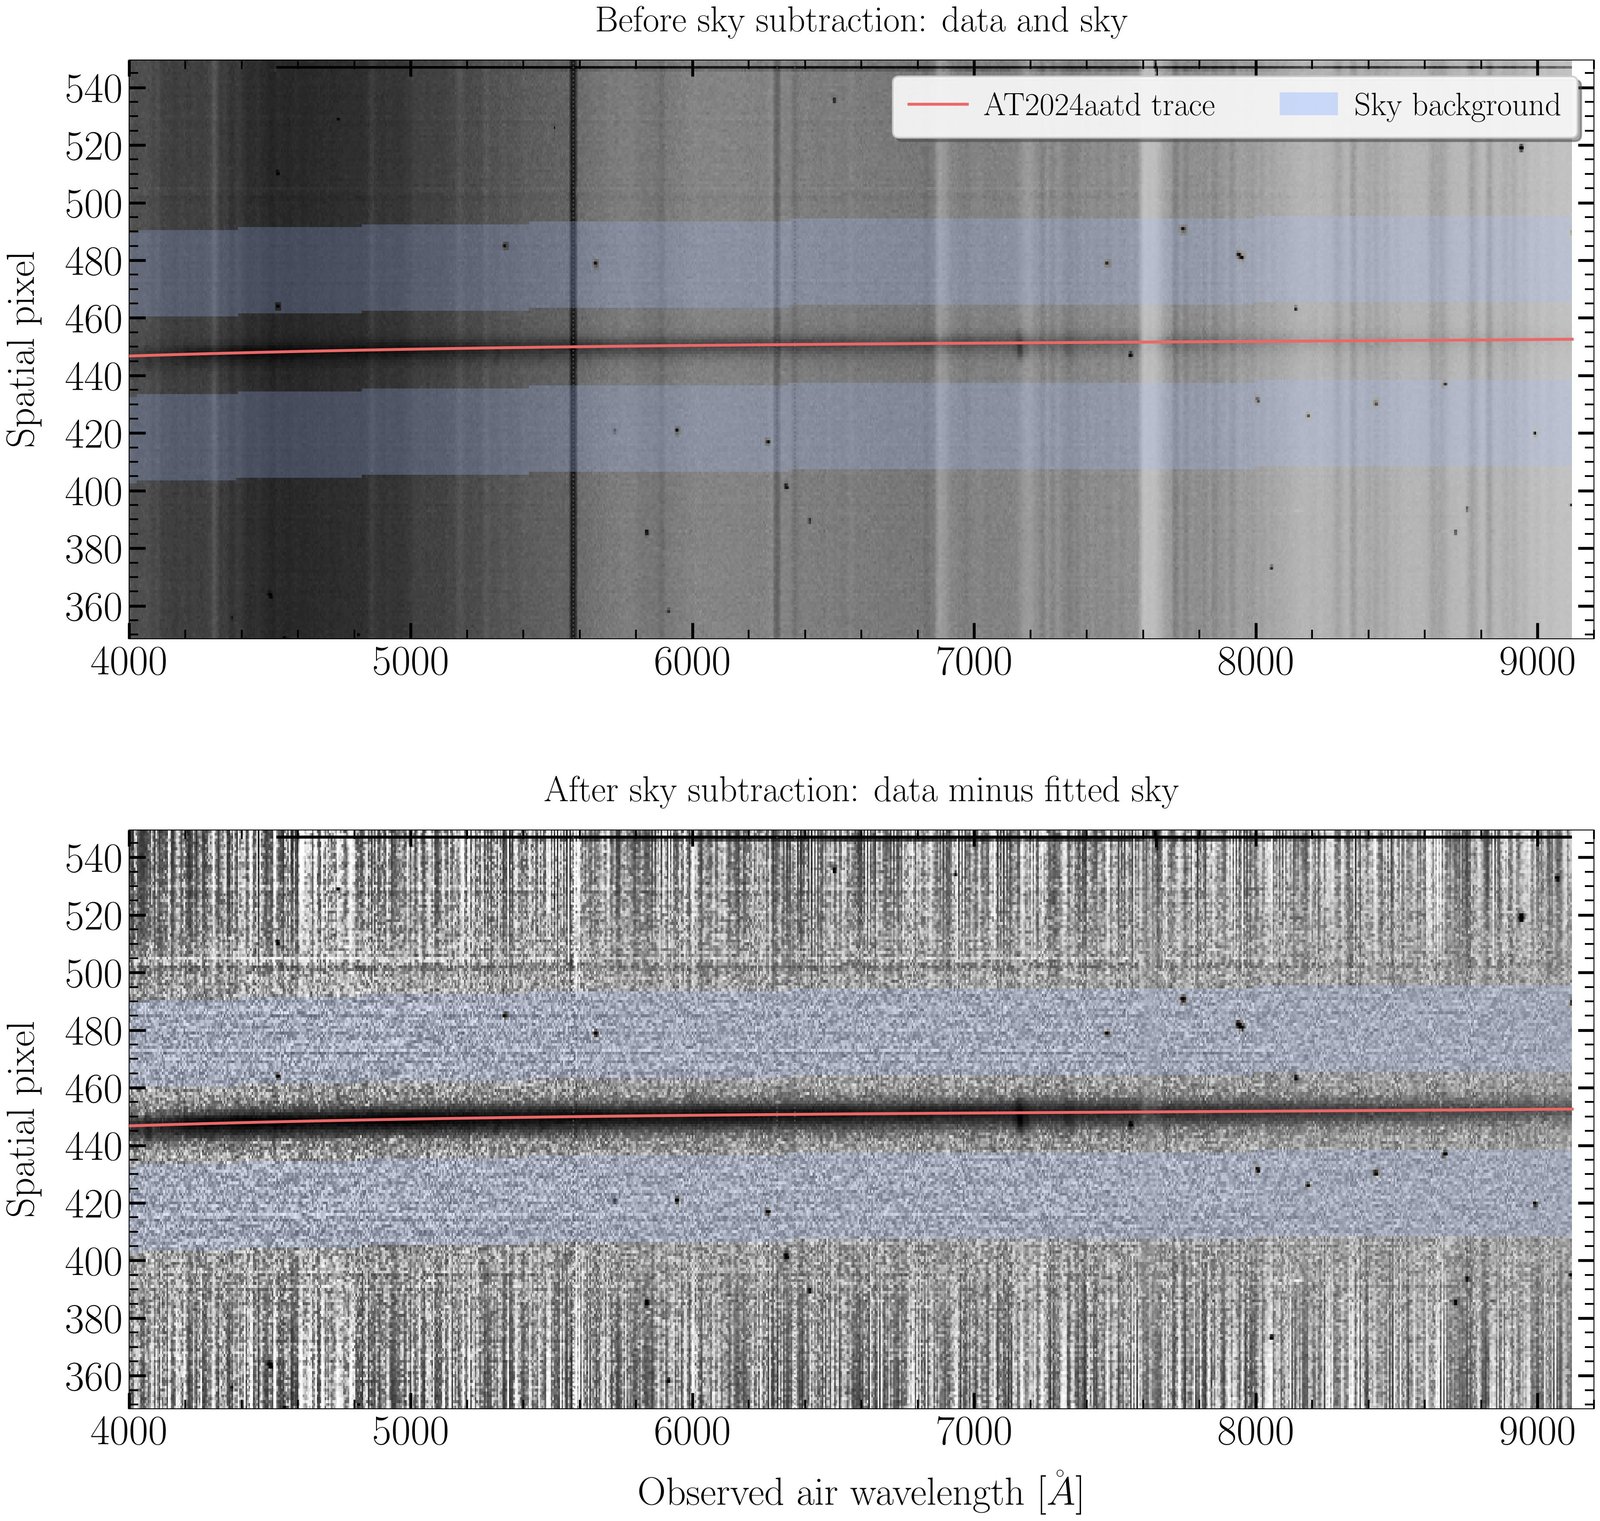 Before sky subtraction: data and sky
AT2024aatd trace
Sky background
540
520
500
480
460
440
420
400
380
360
Spatial pixel
4000 5000 6000 7000 8000 9000
After sky subtraction: data minus fitted sky
540
520
500
480
460
440
420
400
380
360
Spatial pixel
4000 5000 6000 7000 8000 9000
Observed air wavelength [Å]